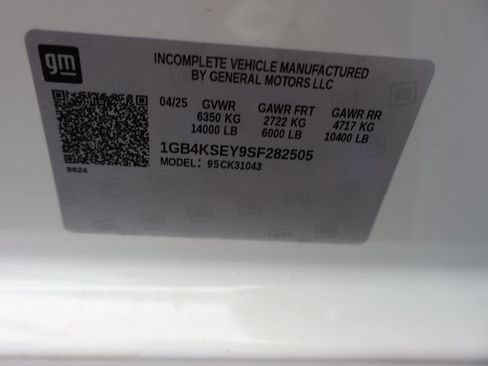 gm
INCOMPLETE VEHICLE MANUFACTURED
BY GENERAL MOTORS LLC
04/25 GVWR GAWR FRT GAWR RR
6350 KG 2722 KG 4717 KG
14000 LB 6000 LB 10400 LB
1GB4KSEY9SF282505
MODEL: 95CK31043
8624